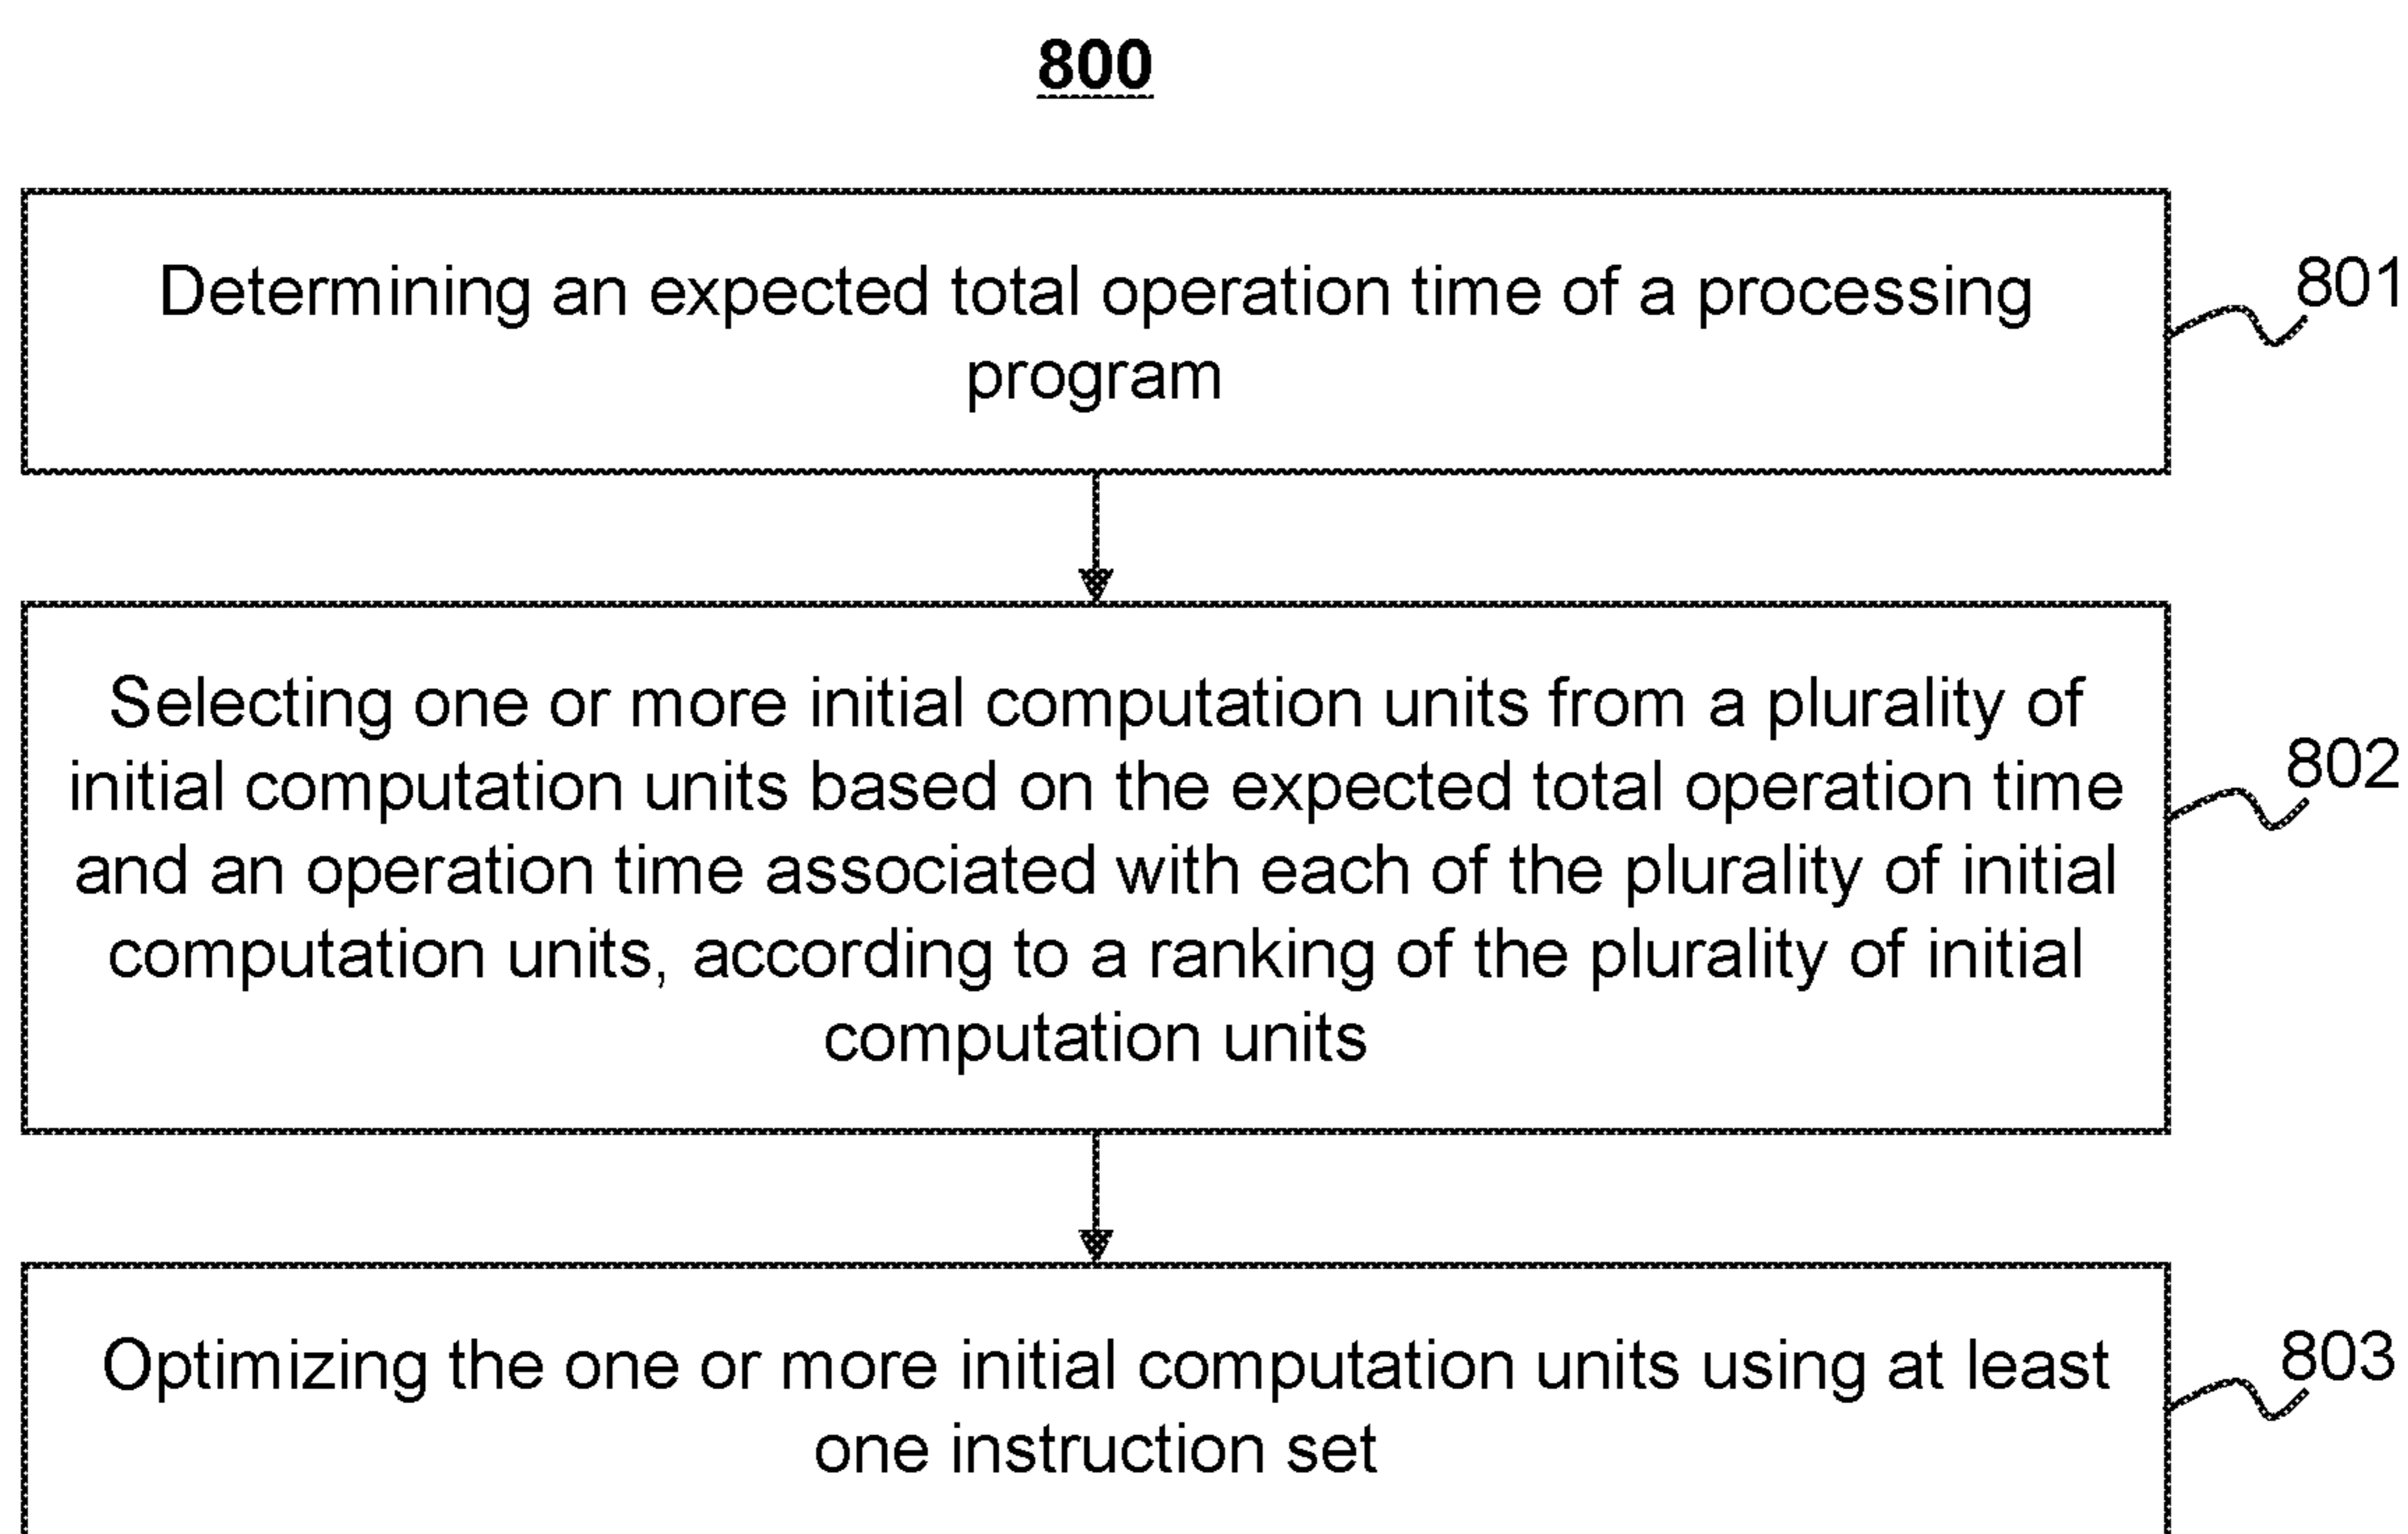 800
Determining an expected total operation time of a processing
program
801
Selecting one or more initial computation units from a plurality of
initial computation units based on the expected total operation time
and an operation time associated with each of the plurality of initial
computation units, according to a ranking of the plurality of initial
computation units
802
Optimizing the one or more initial computation units using at least
one instruction set
803